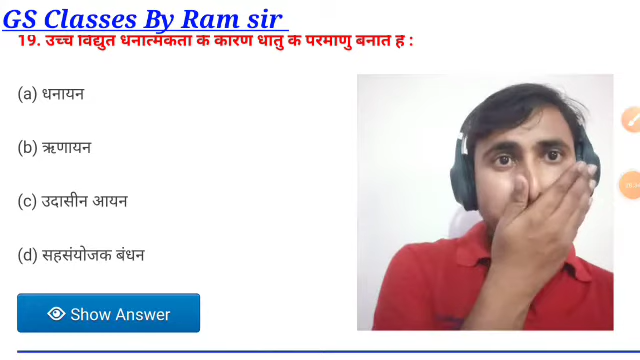 GS Classes By Ram sir
19. उच्च विद्युत धनात्मकता के कारण धातु के परमाणु बनाते हैं :
(a) धनायन
(b) ऋणायन
(c) उदासीन आयन
(d) सहसंयोजक बंधन
Show Answer